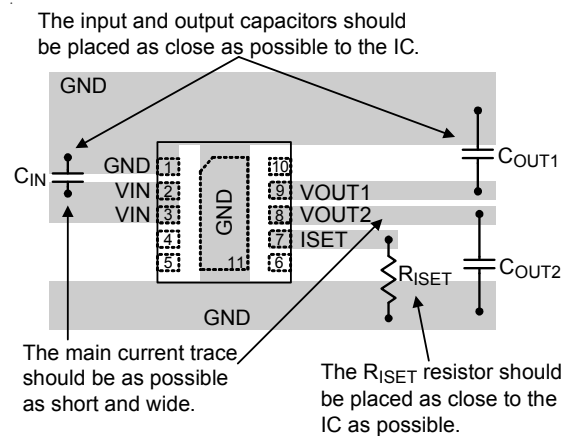 The input and output capacitors should
be placed as close as possible to the IC.
GND
CIN
GND
VIN
VIN
1
2
3
4
5
GND
11
10
9
8
7
6
VOUT1
VOUT2
ISET
COUT1
COUT2
RISET
GND
The main current trace
should be as possible
as short and wide.
The RISET resistor should
be placed as close to the
IC as possible.